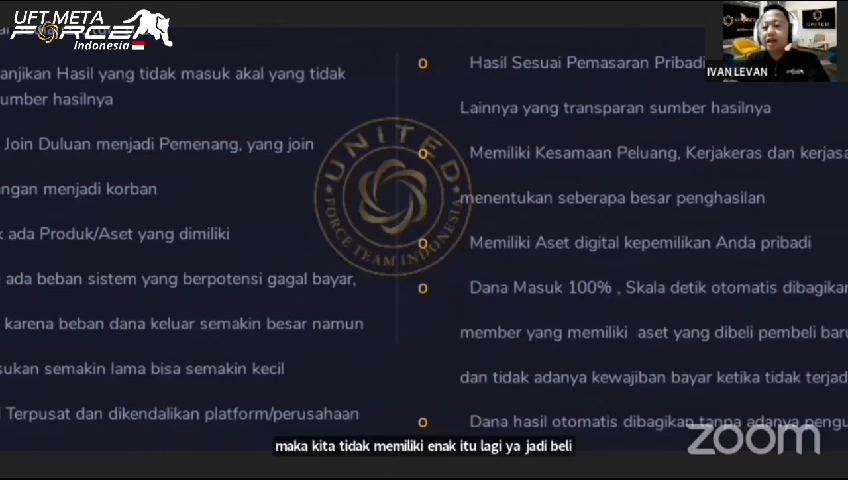 UFT META
FORCE
Indonesia
IVAN LEVAN
anjikan Hasil yang tidak masuk akal yang tidak
umber hasilnya
Join Duluan menjadi Pemenang, yang join
ngan menjadi korban
k ada Produk/Aset yang dimiliki
ada beban sistem yang berpotensi gagal bayar,
karena beban dana keluar semakin besar namun
sukan semakin lama bisa semakin kecil
Terpusat dan dikendalikan platform/perusahaan
UNITED
FORCE TEAM INDONESIA
Hasil Sesuai Pemasaran Pribadi
Lainnya yang transparan sumber hasilnya
Memiliki Kesamaan Peluang, Kerjakeras dan kerjasa
menentukan seberapa besar penghasilan
Memiliki Aset digital kepemilikan Anda pribadi
Dana Masuk 100% , Skala detik otomatis dibagikan
member yang memiliki aset yang dibeli pembeli baru
dan tidak adanya kewajiban bayar ketika tidak terjad
Dana hasil otomatis dibagikan tanpa adanya pengu
zoom
maka kita tidak memiliki enak itu lagi ya jadi beli